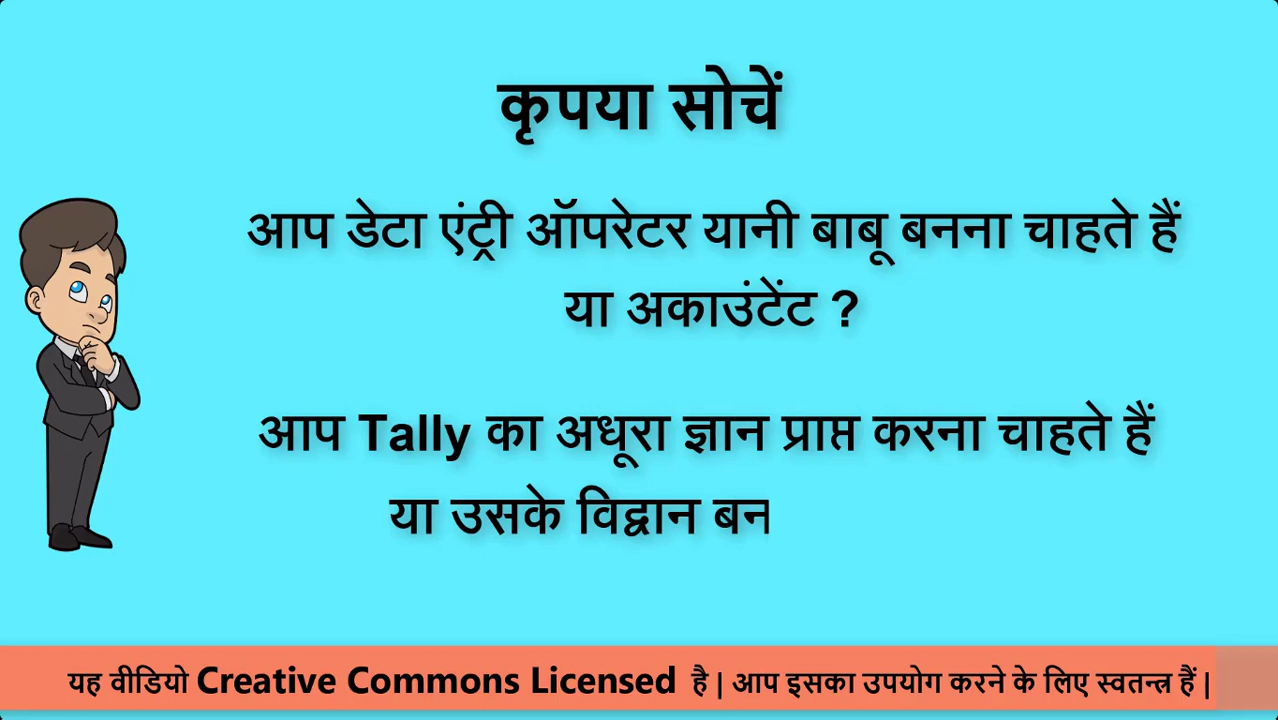 कृपया सोचें
आप डेटा एंट्री ऑपरेटर यानी बाबू बनना चाहते हैं
या अकाउंटेंट ?
आप Tally का अधूरा ज्ञान प्राप्त करना चाहते हैं
या उसके विद्वान बन
यह वीडियो Creative Commons Licensed है | आप इसका उपयोग करने के लिए स्वतन्त्र हैं |